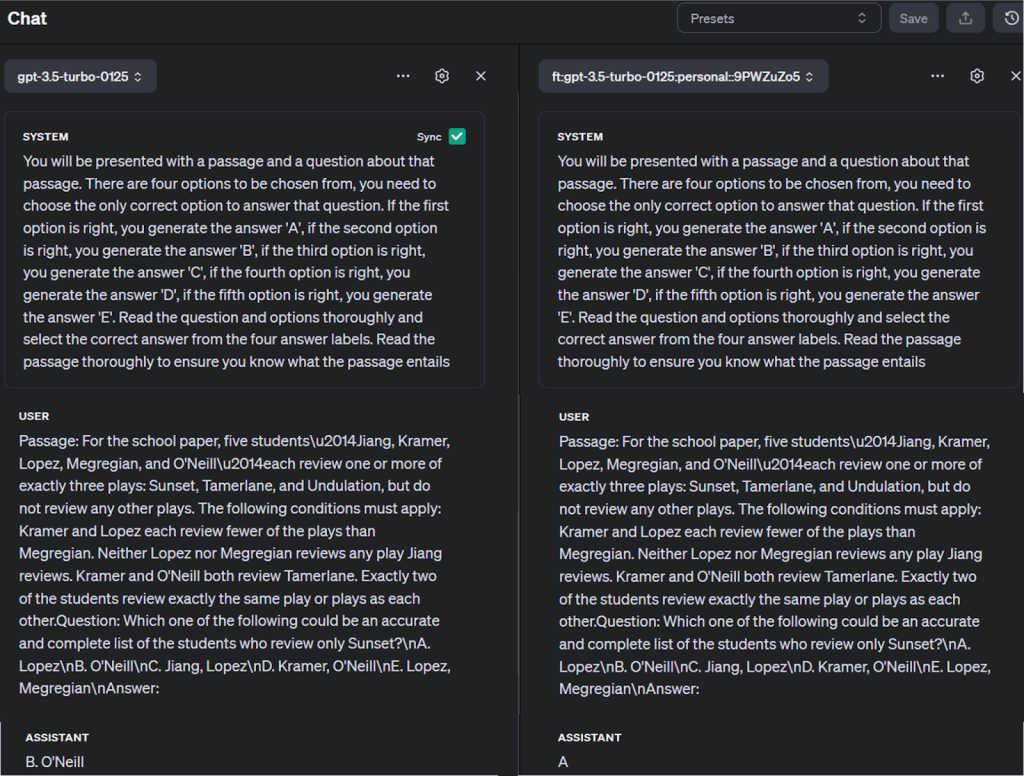 Chat
Presets
Save
gpt-3.5-turbo-0125
SYSTEM
Sync
You will be presented with a passage and a question about that
passage. There are four options to be chosen from, you need to
choose the only correct option to answer that question. If the first
option is right, you generate the answer 'A', if the second option
is right, you generate the answer 'B', if the third option is right,
you generate the answer 'C', if the fourth option is right, you
generate the answer 'D', if the fifth option is right, you generate
the answer 'E'. Read the question and options thoroughly and
select the correct answer from the four answer labels. Read the
passage thoroughly to ensure you know what the passage entails
USER
Passage: For the school paper, five students\u2014Jiang, Kramer,
Lopez, Megregian, and O'Neill\u2014each review one or more of
exactly three plays: Sunset, Tamerlane, and Undulation, but do
not review any other plays. The following conditions must apply:
Kramer and Lopez each review fewer of the plays than
Megregian. Neither Lopez nor Megregian reviews any play Jiang
reviews. Kramer and O'Neill both review Tamerlane. Exactly two
of the students review exactly the same play or plays as each
other.Question: Which one of the following could be an accurate
and complete list of the students who review only Sunset?\nA.
Lopez\nB. O'Neill\nC. Jiang, Lopez\nD. Kramer, O'Neill\nE. Lopez,
Megregian\nAnswer:
ASSISTANT
B. O'Neill
ft:gpt-3.5-turbo-0125:personal::9PWZuZo5
SYSTEM
You will be presented with a passage and a question about that
passage. There are four options to be chosen from, you need to
choose the only correct option to answer that question. If the first
option is right, you generate the answer 'A', if the second option is
right, you generate the answer 'B', if the third option is right, you
generate the answer 'C', if the fourth option is right, you generate
the answer 'D', if the fifth option is right, you generate the answer
'E'. Read the question and options thoroughly and select the
correct answer from the four answer labels. Read the passage
thoroughly to ensure you know what the passage entails
USER
Passage: For the school paper, five students\u2014Jiang, Kramer,
Lopez, Megregian, and O'Neill\u2014each review one or more of
exactly three plays: Sunset, Tamerlane, and Undulation, but do
not review any other plays. The following conditions must apply:
Kramer and Lopez each review fewer of the plays than
Megregian. Neither Lopez nor Megregian reviews any play Jiang
reviews. Kramer and O'Neill both review Tamerlane. Exactly two
of the students review exactly the same play or plays as each
other.Question: Which one of the following could be an accurate
and complete list of the students who review only Sunset?\nA.
Lopez\nB. O'Neill\nC. Jiang, Lopez\nD. Kramer, O'Neill\nE. Lopez,
Megregian\nAnswer:
ASSISTANT
A